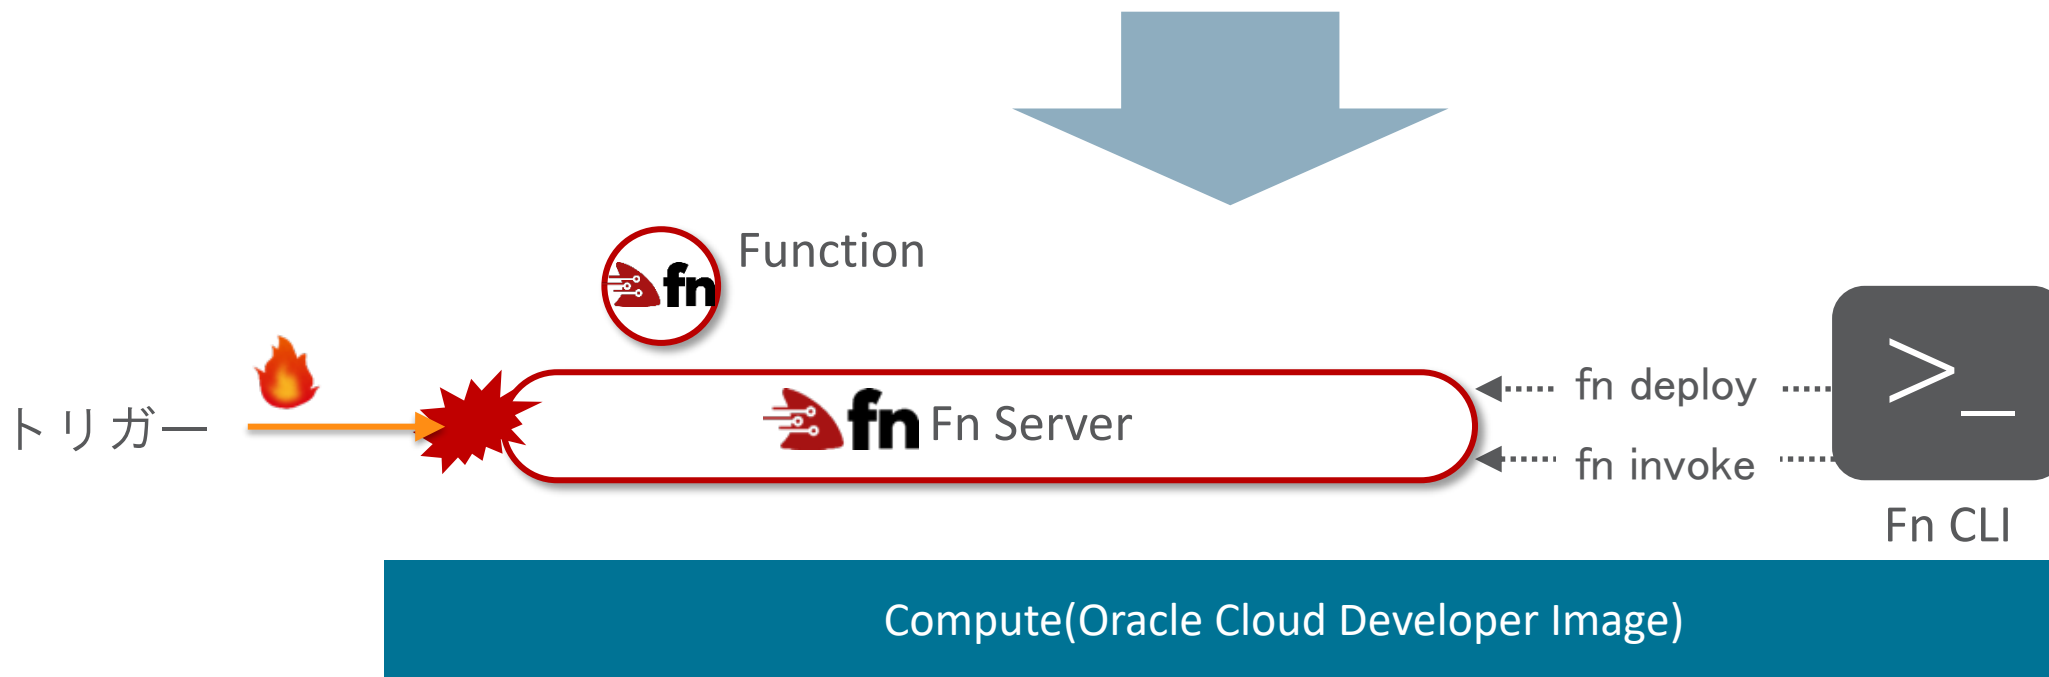 fn Function
トリガー
fn Fn Server
fn deploy
fn invoke
>_
Fn CLI
Compute(Oracle Cloud Developer Image)